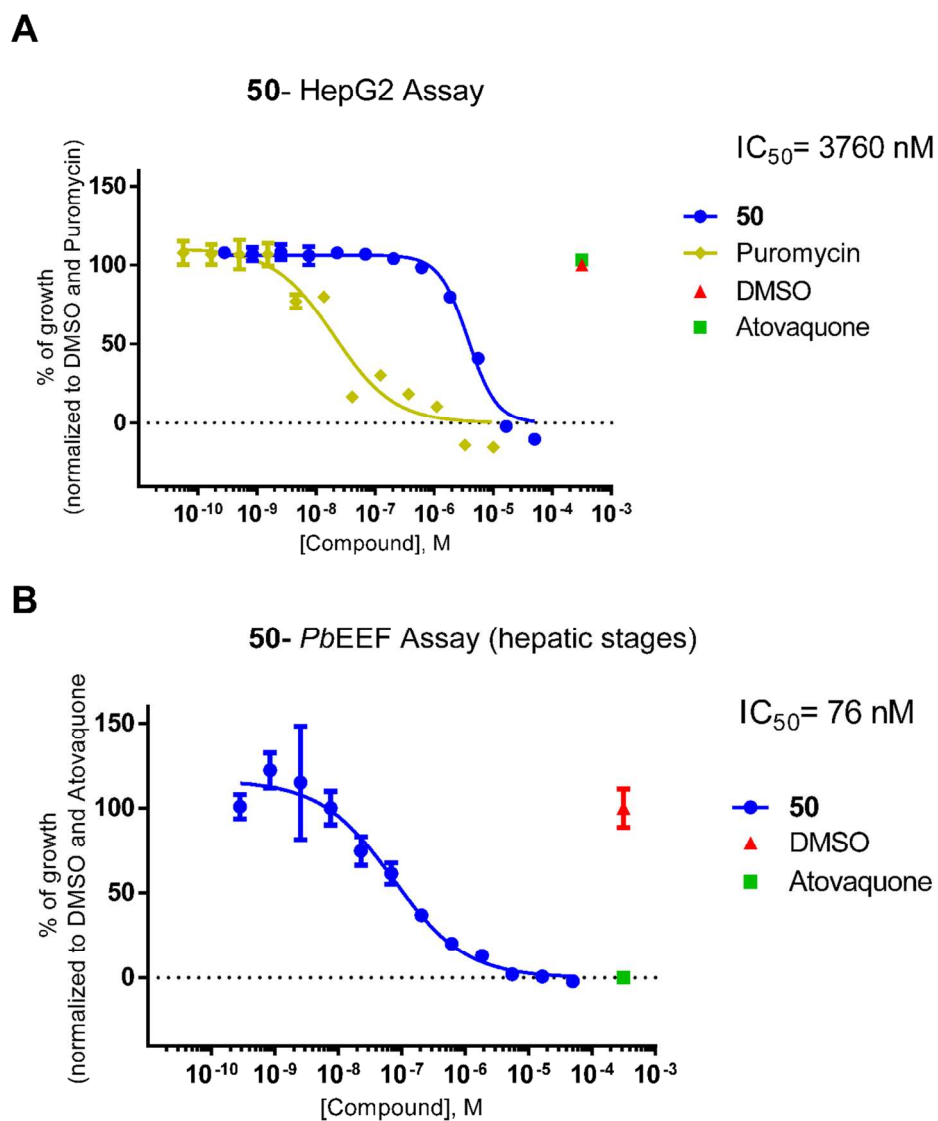 A
50- HepG2 Assay
IC50= 3760 nM
% of growth
(normalized to DMSO and Puromycin)
150
100
50
0
50
Puromycin
DMSO
Atovaquone
10-10 10-9 10-8 10-7 10-6 10-5 10-4 10-3
[Compound], M
B
50- PbEEF Assay (hepatic stages)
IC50= 76 nM
% of growth
(normalized to DMSO and Atovaquone
150
100
50
0
50
DMSO
Atovaquone
10-10 10-9 10-8 10-7 10-6 10-5 10-4 10-3
[Compound], M